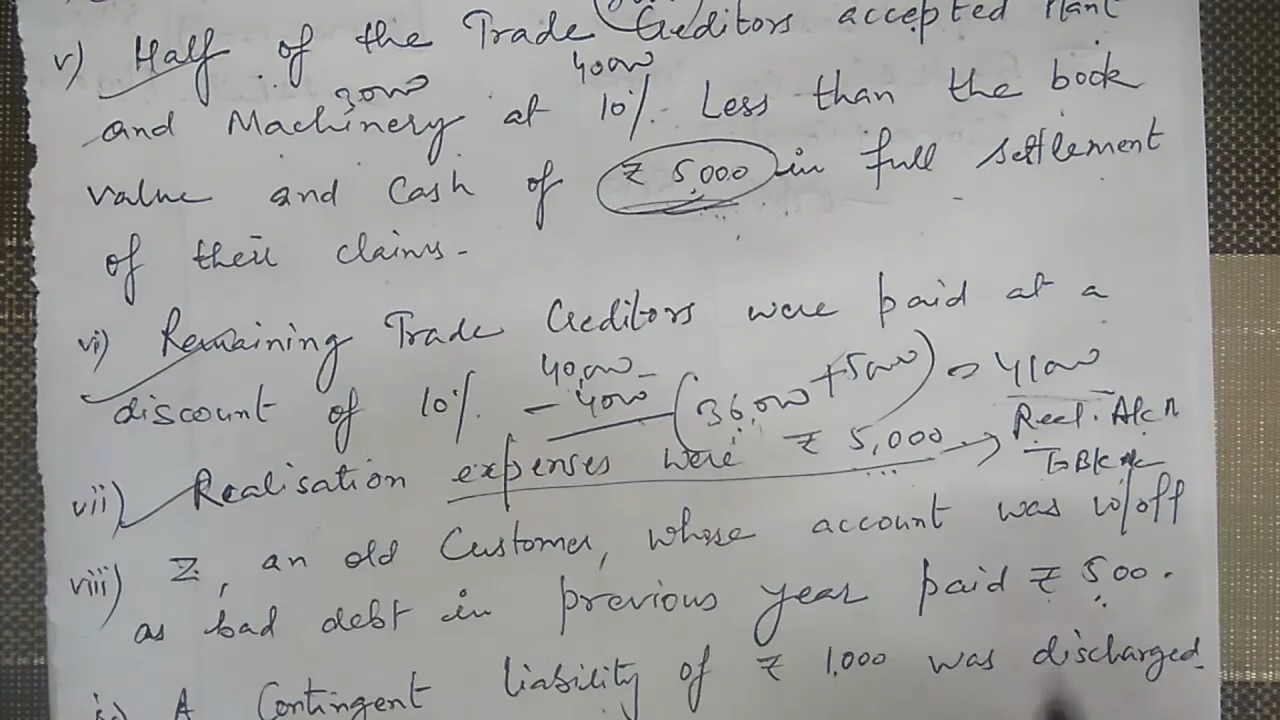 v) Half of the Trade Creditors accepted Plant
40000
30000
and Machinery at 10% Less than the book
value and Cash of ₹ 5,000 in full settlement
of their claims -
vi) Remaining Trade Creditors were paid at a
40,000 -
discount of 10% - 4000 (36,000 + 5000) = 41000
Real. A/c Dr
vii) Realisation expenses were ₹ 5,000 → To Bk A/c
viii) Z, an old Customer, whose account was w/off
as bad debt in previous year paid ₹ 500.
A Contingent liability of ₹ 1,000 was discharged